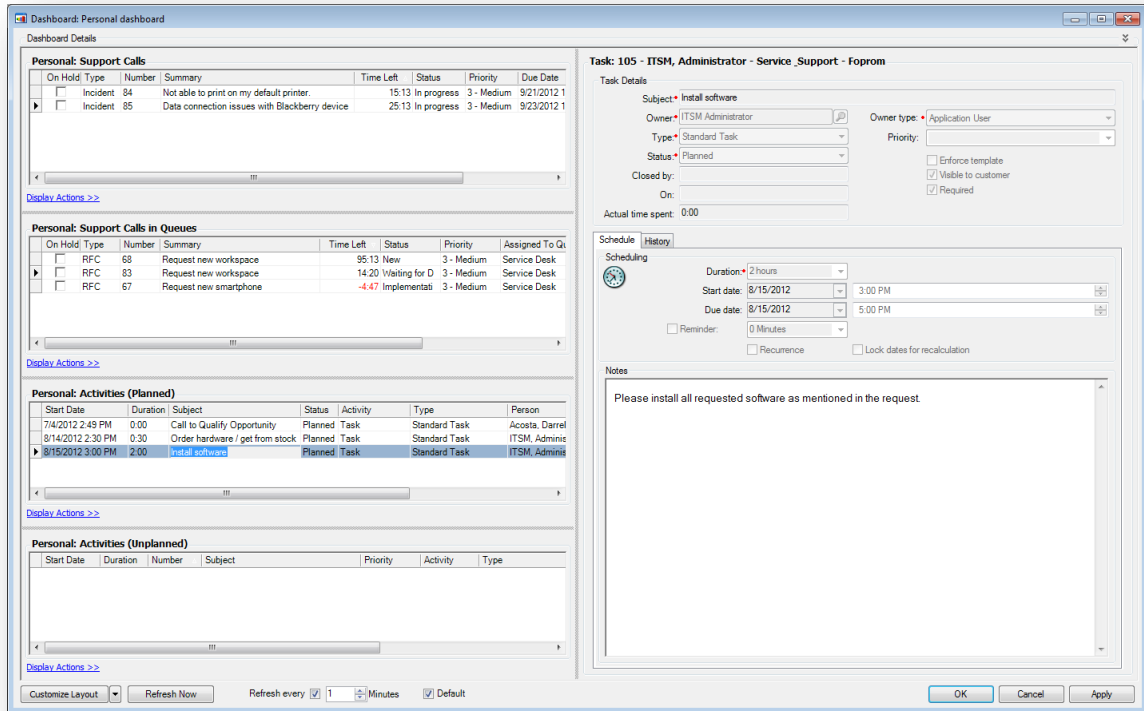 Dashboard: Personal dashboard
Dashboard Details
Personal: Support Calls
On Hold Type Number Summary Time Left Status Priority Due Date
Incident 84 Not able to print on my default printer. 15:13 In progress 3 - Medium 9/21/2012 1
Incident 85 Data connection issues with Blackberry device 25:13 In progress 3 - Medium 9/23/2012 1
Display Actions >>
Personal: Support Calls in Queues
On Hold Type Number Summary Time Left Status Priority Assigned To Qu
RFC 68 Request new workspace 95:13 New 3 - Medium Service Desk
RFC 83 Request new workspace 14:20 Waiting for D 3 - Medium Service Desk
RFC 67 Request new smartphone -4:47 Implementati 3 - Medium Service Desk
Display Actions >>
Personal: Activities (Planned)
Start Date Duration Subject Status Activity Type Person
7/4/2012 2:49 PM 0:00 Call to Qualify Opportunity Planned Task Standard Task Acosta, Darrel
8/14/2012 2:30 PM 0:30 Order hardware / get from stock Planned Task Standard Task ITSM, Adminis
8/15/2012 3:00 PM 2:00 Install software Planned Task Standard Task ITSM, Adminis
Display Actions >>
Personal: Activities (Unplanned)
Start Date Duration Number Subject Priority Activity Type
Display Actions >>
Customize Layout Refresh Now Refresh every 1 Minutes Default
Task: 105 - ITSM, Administrator - Service_Support - Foprom
Task Details
Subject: Install software
Owner: ITSM Administrator Owner type: Application User
Type: Standard Task Priority:
Status: Planned Enforce template
Closed by: Visible to customer
On: Required
Actual time spent: 0:00
Schedule History
Scheduling
Duration: 2 hours
Start date: 8/15/2012 3:00 PM
Due date: 8/15/2012 5:00 PM
Reminder: 0 Minutes
Recurrence Lock dates for recalculation
Notes
Please install all requested software as mentioned in the request.
OK Cancel Apply